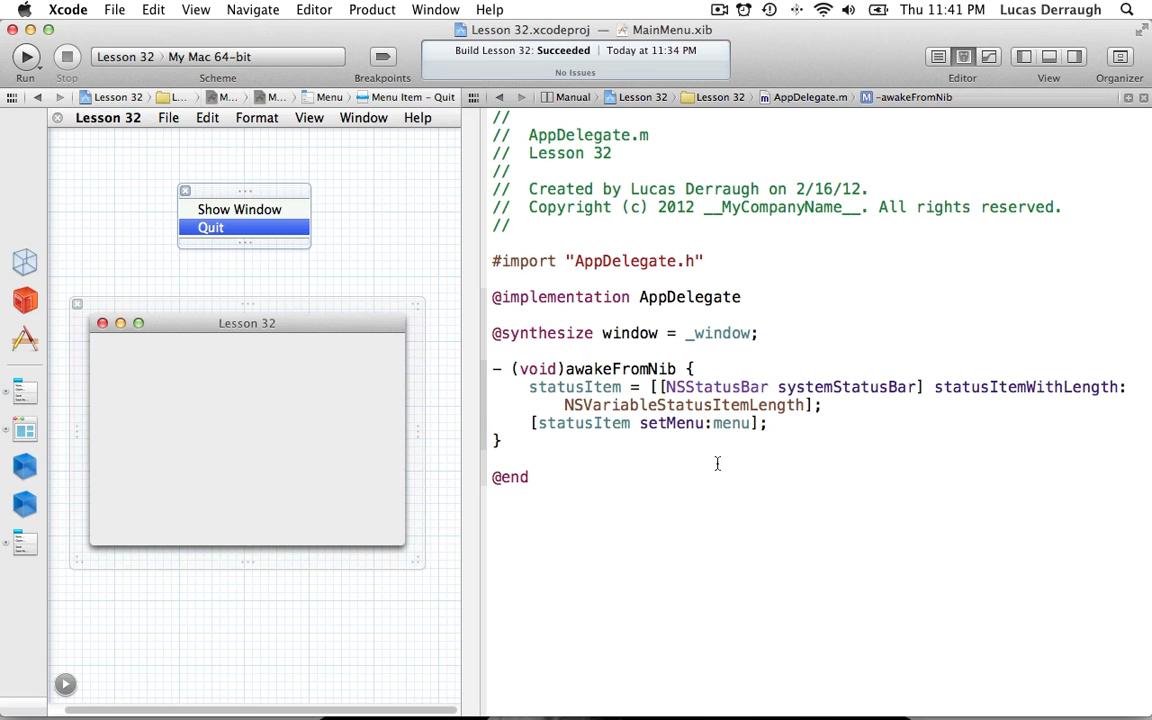 Xcode File Edit View Navigate Editor Product Window Help Thu 11:41 PM Lucas Derraugh
Lesson 32.xcodeproj — MainMenu.xib
Lesson 32 › My Mac 64-bit
Build Lesson 32: Succeeded | Today at 11:34 PM
No Issues
Run Stop Scheme Breakpoints Editor View Organizer
Lesson 32 › L... › M... › M... › Menu › Menu Item – Quit
Manual › Lesson 32 › Lesson 32 › AppDelegate.m › M -awakeFromNib
Lesson 32 File Edit Format View Window Help
Show Window
Quit
Lesson 32
//
// AppDelegate.m
// Lesson 32
//
// Created by Lucas Derraugh on 2/16/12.
// Copyright (c) 2012 __MyCompanyName__. All rights reserved.
//
#import "AppDelegate.h"
@implementation AppDelegate
@synthesize window = _window;
- (void)awakeFromNib {
statusItem = [[NSStatusBar systemStatusBar] statusItemWithLength:
NSVariableStatusItemLength];
[statusItem setMenu:menu];
}
@end